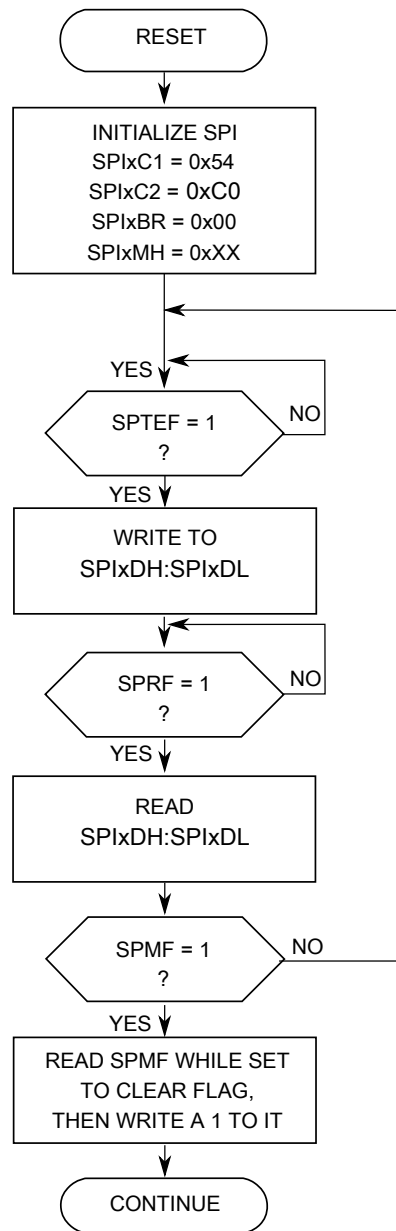 RESET
INITIALIZE SPI
SPIxC1 = 0x54
SPIxC2 = 0xC0
SPIxBR = 0x00
SPIxMH = 0xXX
YES
SPTEF = 1
?
NO
YES
WRITE TO
SPIxDH:SPIxDL
SPRF = 1
?
NO
YES
READ
SPIxDH:SPIxDL
SPMF = 1
?
NO
YES
READ SPMF WHILE SET
TO CLEAR FLAG,
THEN WRITE A 1 TO IT
CONTINUE